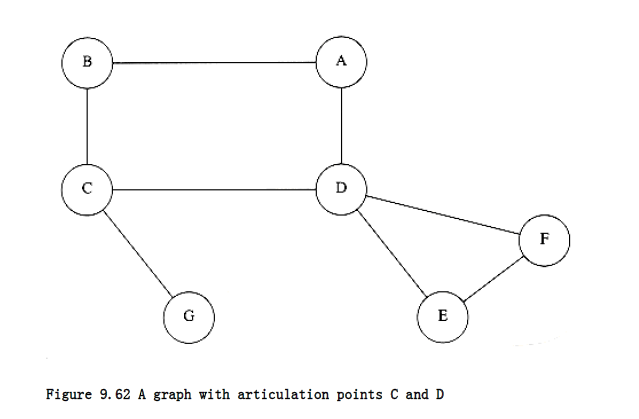 B
A
C
D
F
G
E
Figure 9.62 A graph with articulation points C and D